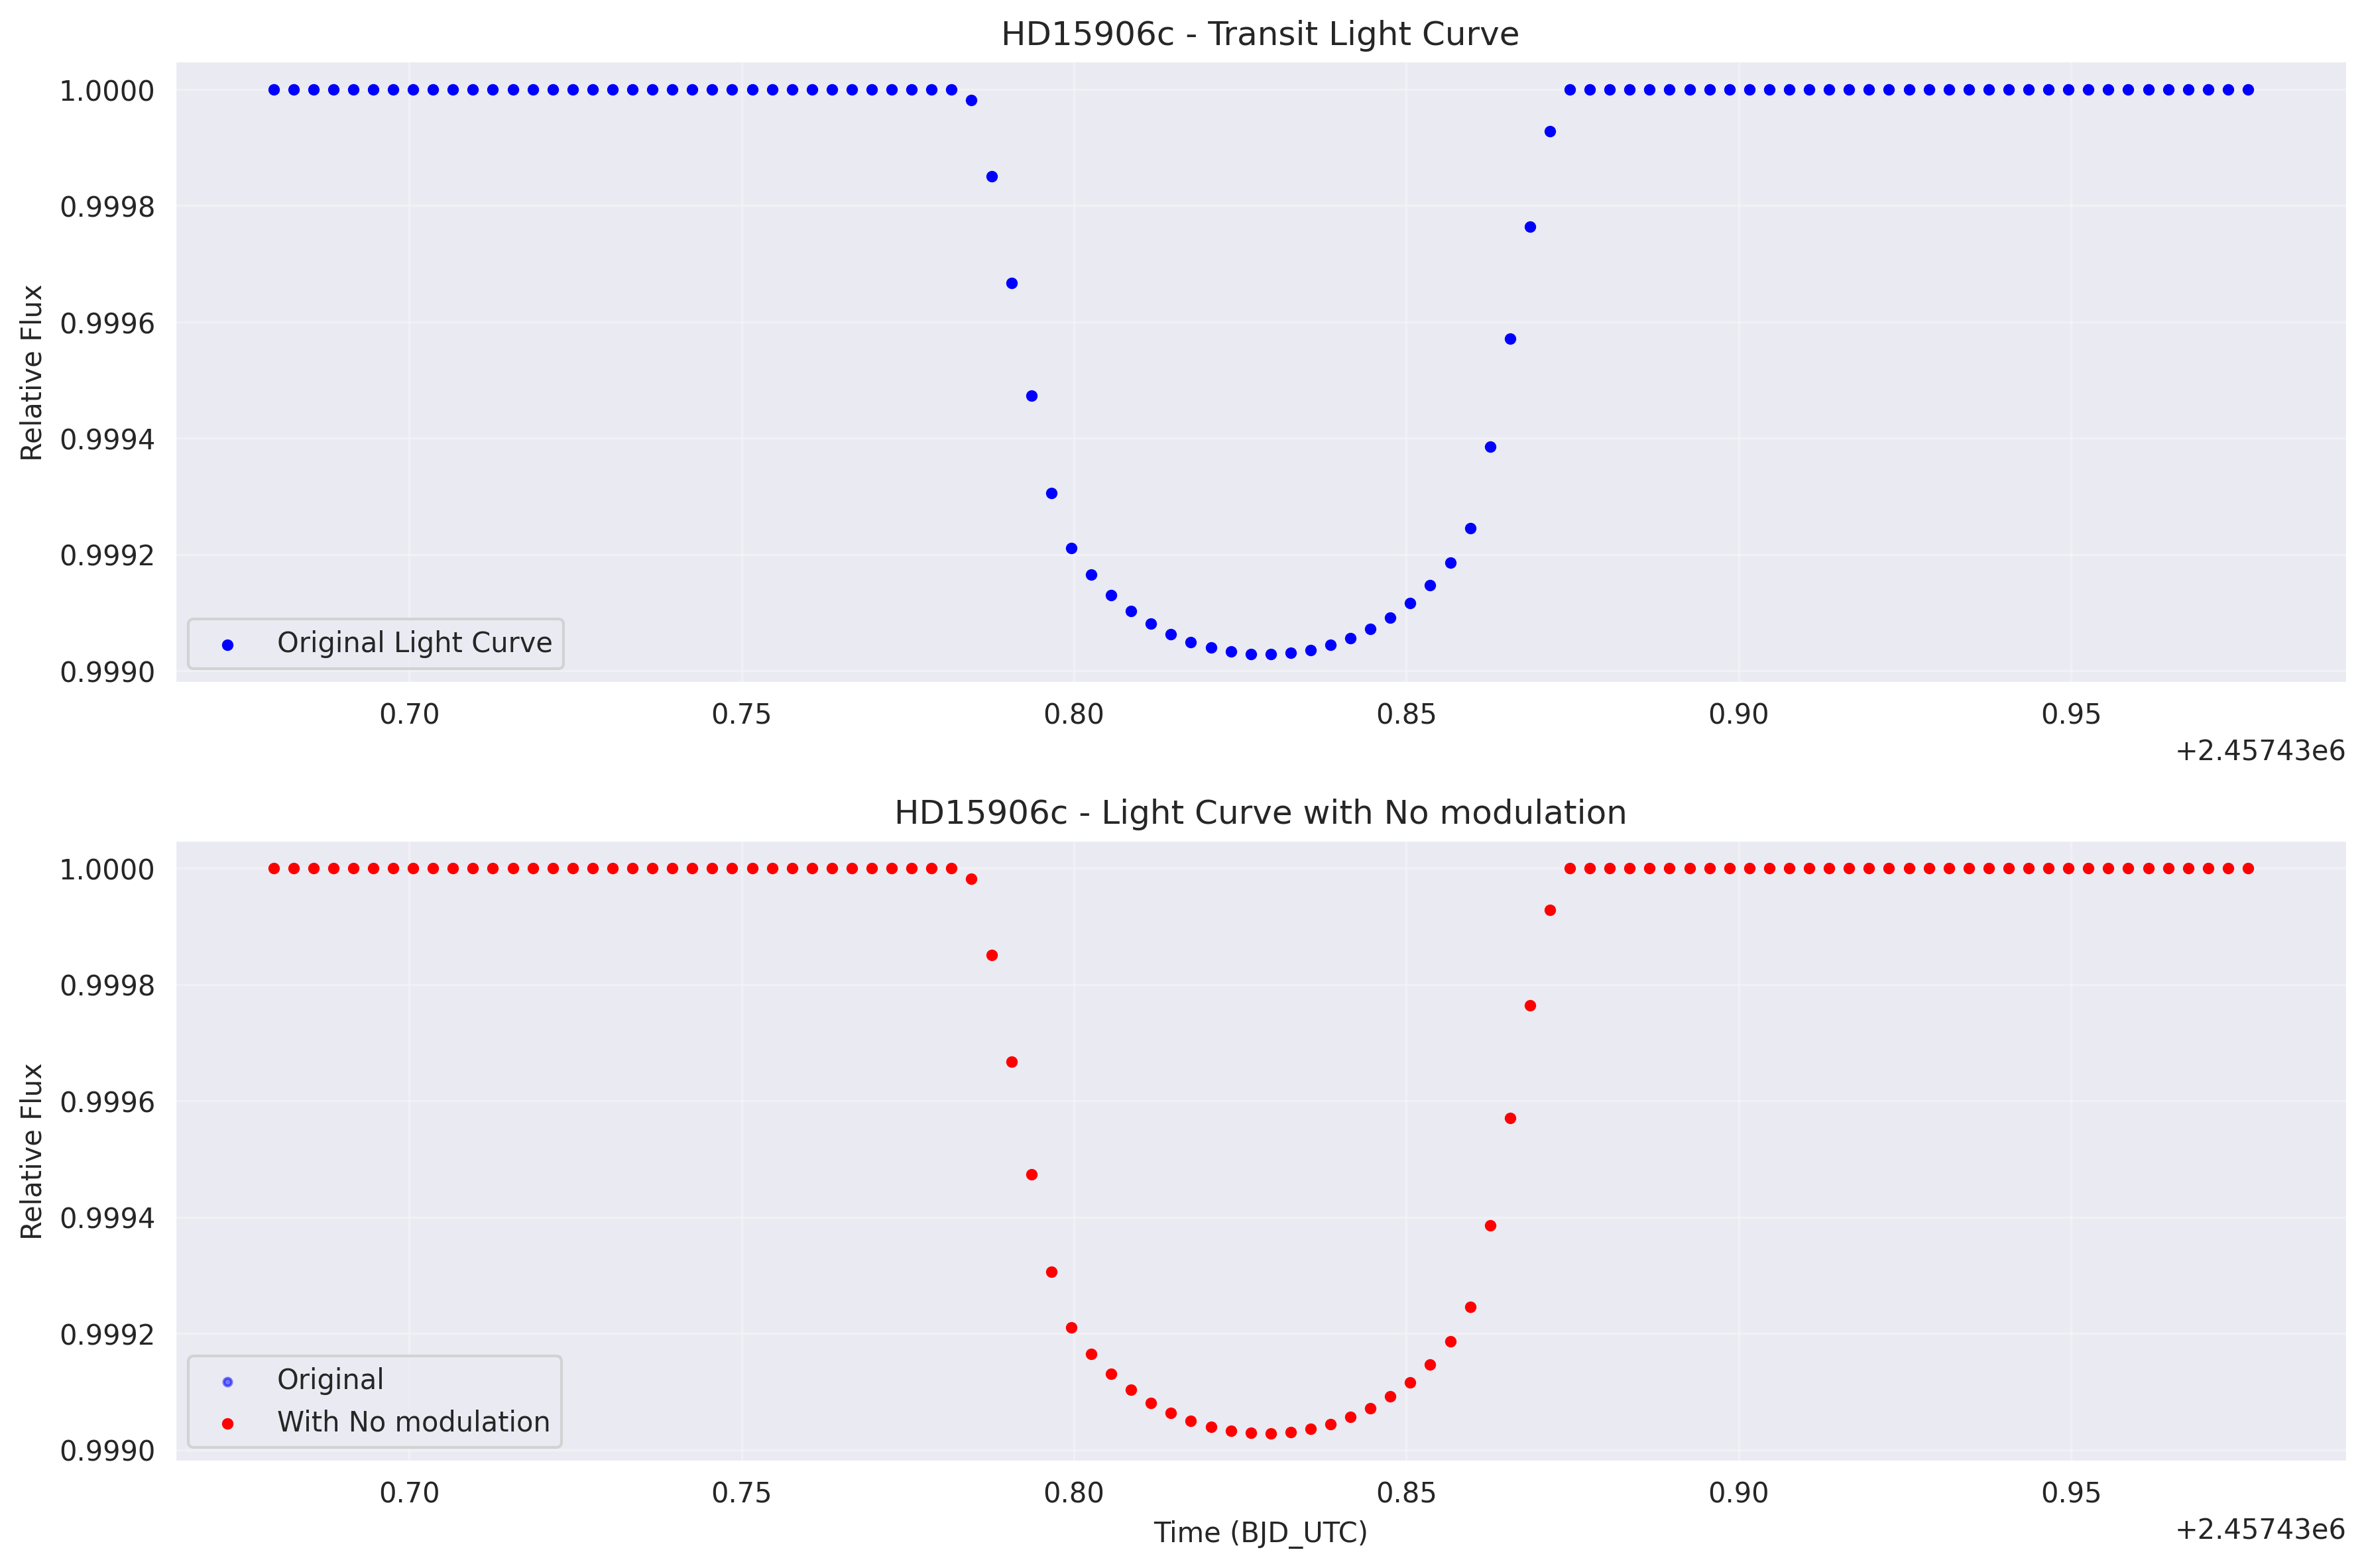 HD15906c - Transit Light Curve
Relative Flux
1.0000
0.9998
0.9996
0.9994
0.9992
0.9990
Original Light Curve
0.70 0.75 0.80 0.85 0.90 0.95
+2.45743e6
HD15906c - Light Curve with No modulation
Relative Flux
1.0000
0.9998
0.9996
0.9994
0.9992
0.9990
Original
With No modulation
0.70 0.75 0.80 0.85 0.90 0.95
Time (BJD_UTC)
+2.45743e6